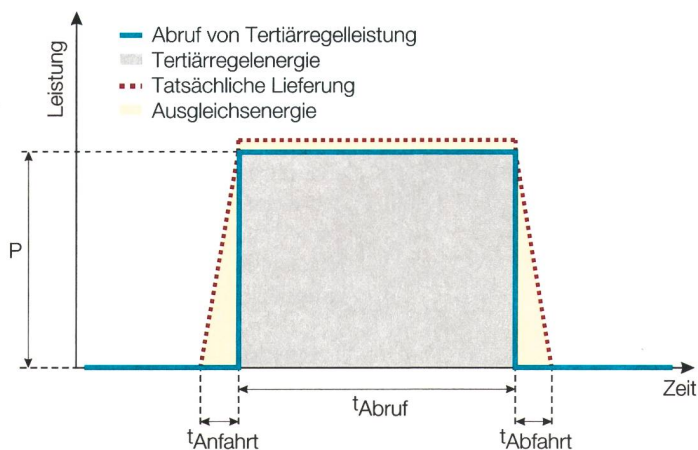 Leistung
Abruf von Tertiärregelleistung
Tertiärregelenergie
Tatsächliche Lieferung
Ausgleichsenergie
P
Zeit
tAbruf
tAnfahrt
tAbfahrt